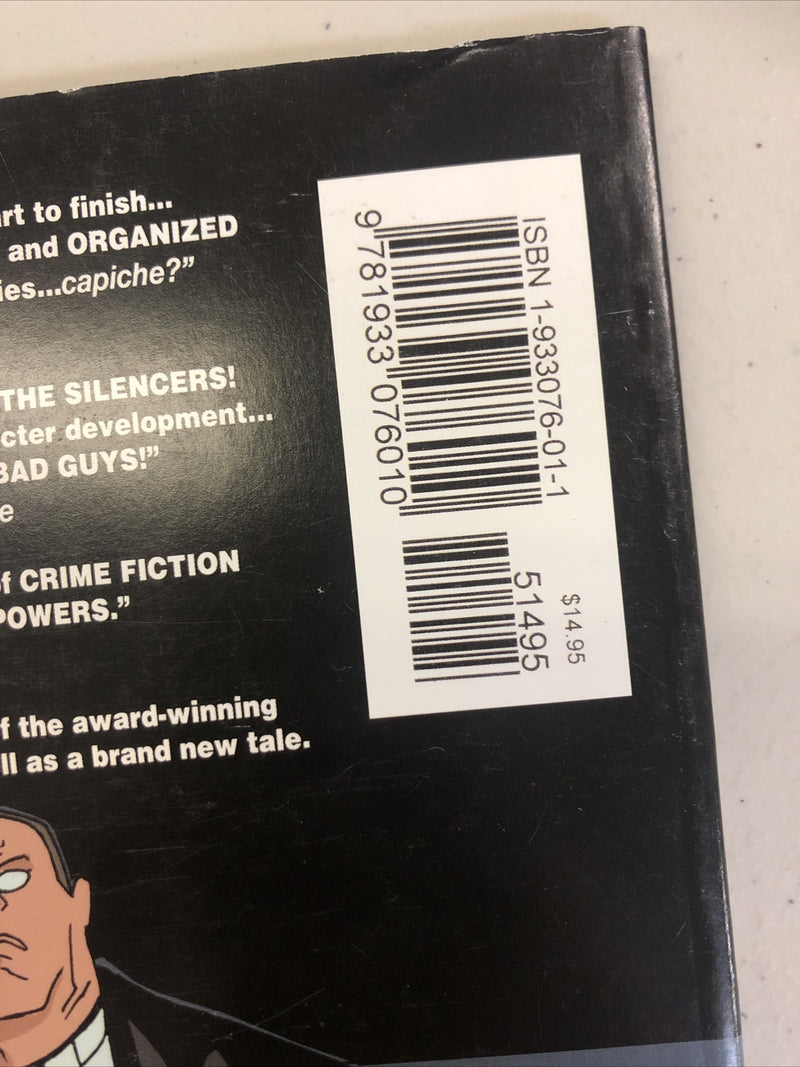 art to finish...
and ORGANIZED
ies...capiche?”
THE SILENCERS!
cter development...
BAD GUYS!”
e
of CRIME FICTION
POWERS.”
f the award-winning
ll as a brand new tale.
ISBN 1-933076-01-1
9 781933 076010
51495
$14.95